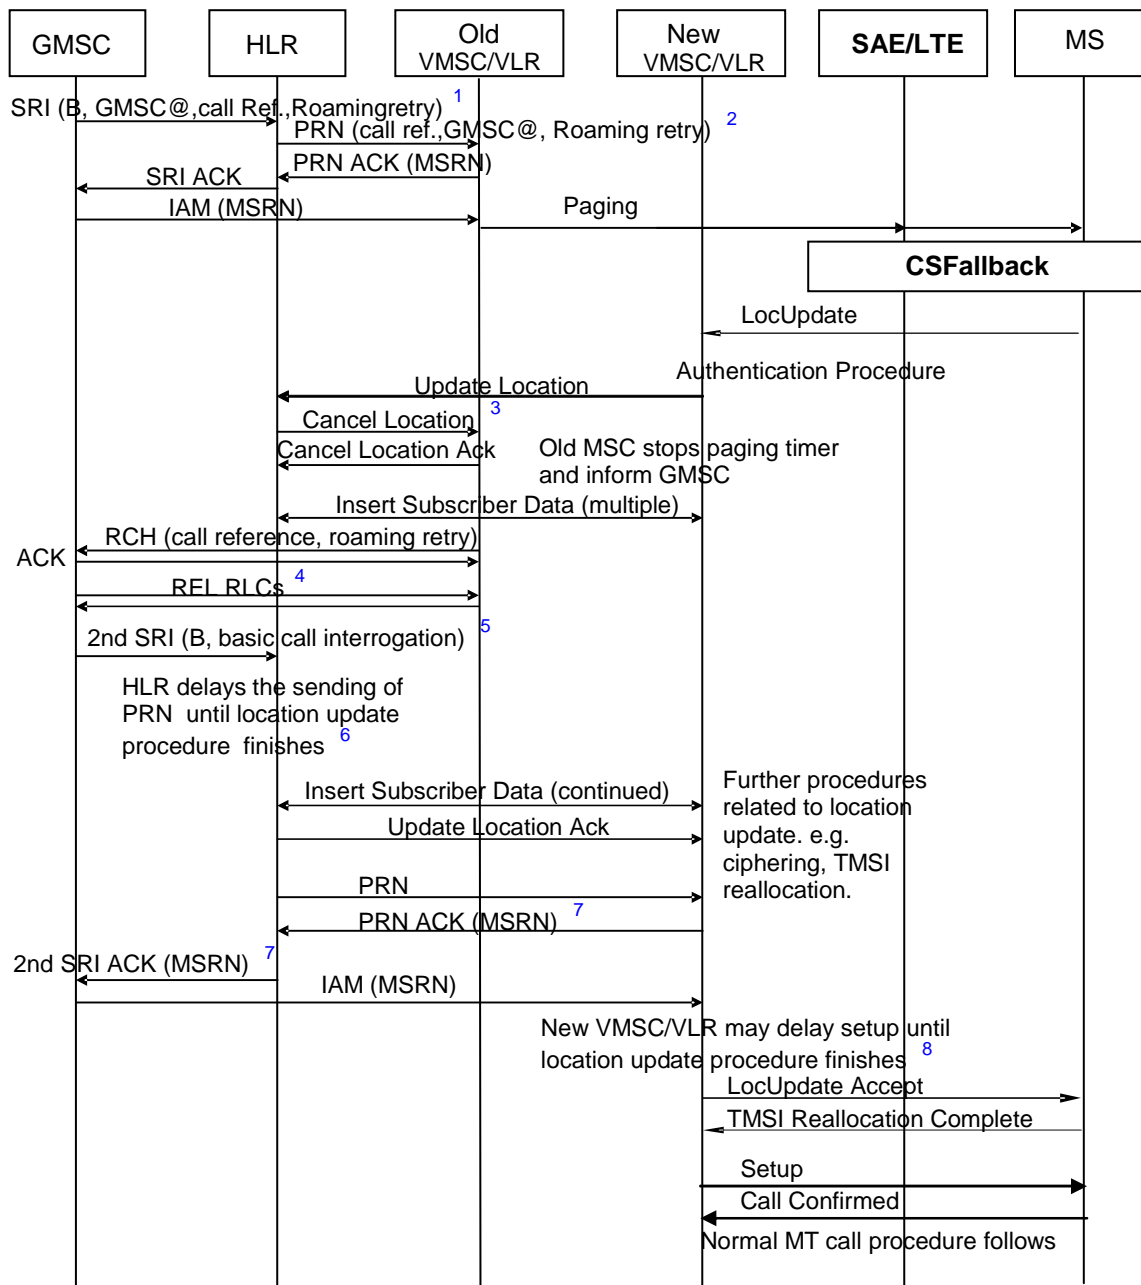 GMSC
HLR
Old
VMSC/VLR
New
VMSC/VLR
SAE/LTE
MS
SRI (B, GMSC@,call Ref.,Roamingretry) 1
PRN (call ref.,GMSC@, Roaming retry) 2
PRN ACK (MSRN)
SRI ACK
IAM (MSRN)
Paging
CSFallback
LocUpdate
Authentication Procedure
Update Location
3
Cancel Location
Cancel Location Ack
Old MSC stops paging timer
and inform GMSC
Insert Subscriber Data (multiple)
RCH (call reference, roaming retry)
ACK
REL RLCs 4
2nd SRI (B, basic call interrogation) 5
HLR delays the sending of
PRN until location update
procedure finishes 6
Insert Subscriber Data (continued)
Update Location Ack
Further procedures
related to location
update. e.g.
ciphering, TMSI
reallocation.
PRN
PRN ACK (MSRN) 7
2nd SRI ACK (MSRN) 7
IAM (MSRN)
New VMSC/VLR may delay setup until
location update procedure finishes 8
LocUpdate Accept
TMSI Reallocation Complete
Setup
Call Confirmed
Normal MT call procedure follows